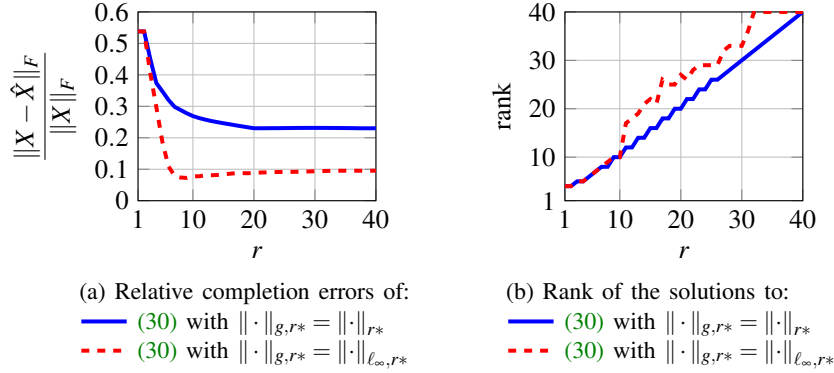 0.6
0.5
0.4
0.3
0.2
0.1
0
1 10 20 30 40
r
‖X − X̂‖_F
‖X‖_F
40
30
20
10
1
1 10 20 30 40
r
rank
(a) Relative completion errors of:
(30) with ‖ · ‖_{g,r∗} = ‖·‖_{r∗}
(30) with ‖ · ‖_{g,r∗} = ‖·‖_{ℓ∞,r∗}
(b) Rank of the solutions to:
(30) with ‖ · ‖_{g,r∗} = ‖·‖_{r∗}
(30) with ‖ · ‖_{g,r∗} = ‖·‖_{ℓ∞,r∗}